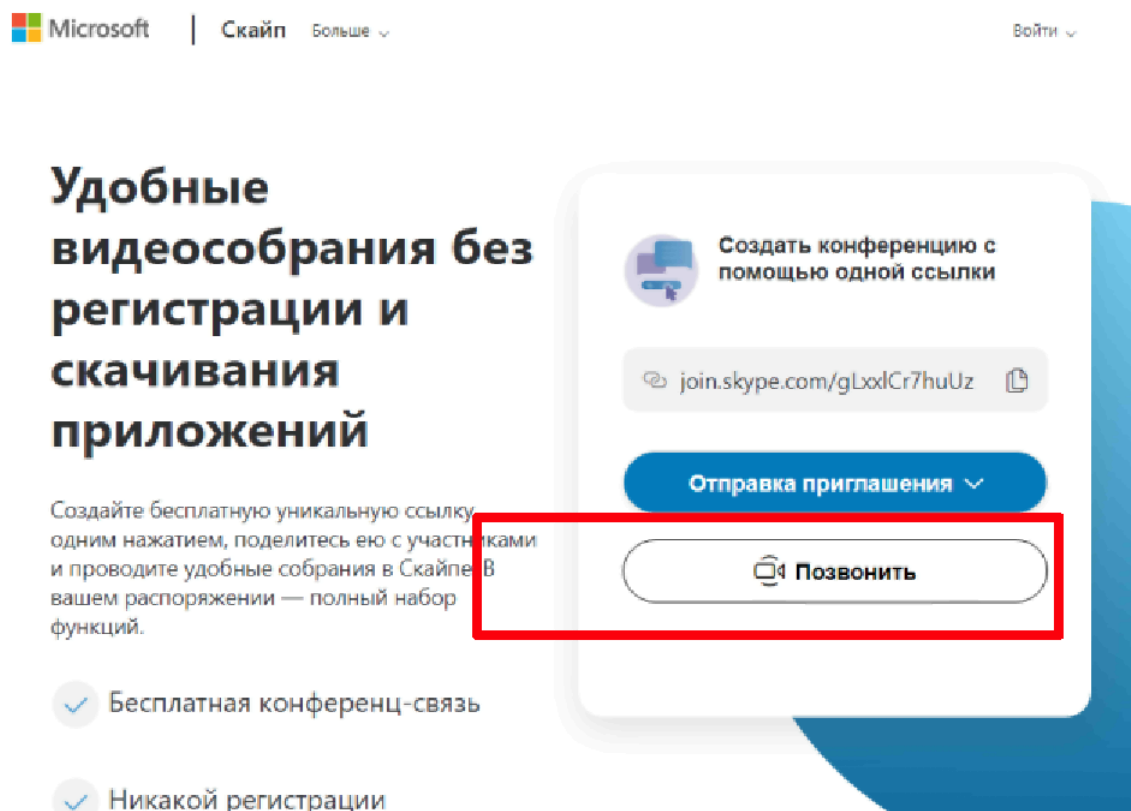 Microsoft | Скайп Больше Войти
Удобные
видеособрания без
регистрации и
скачивания
приложений
Создайте бесплатную уникальную ссылку
одним нажатием, поделитесь ею с участниками
и проводите удобные собрания в Скайпе. В
вашем распоряжении — полный набор
функций.
Бесплатная конференц-связь
Никакой регистрации
Создать конференцию с
помощью одной ссылки
join.skype.com/gLxxlCr7huUz
Отправка приглашения
Позвонить